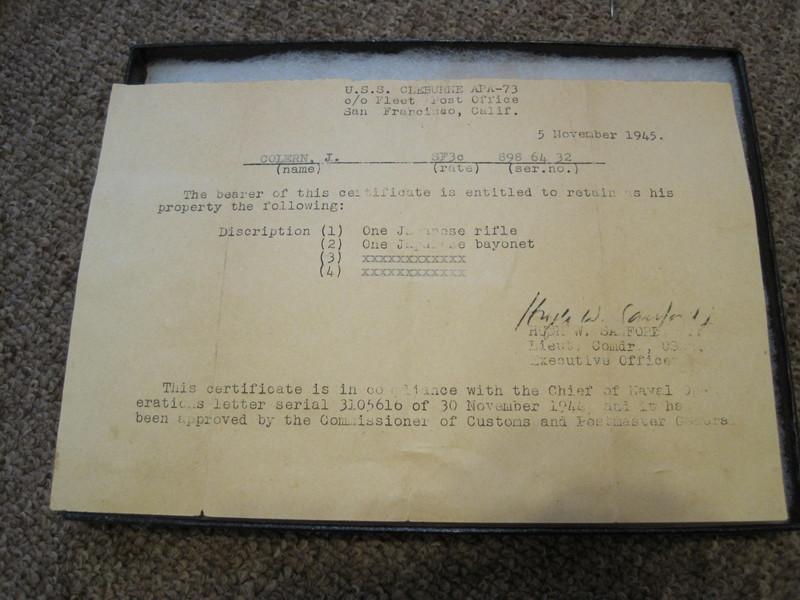 U.S.S. CLEBURNE APA-73
c/o Fleet Post Office
San Francisco, Calif.
5 November 1945.
COLERN, J. SF3c 898 64 32
(name) (rate) (ser.no.)
The bearer of this certificate is entitled to retain as his
property the following:
Discription (1) One Japanese rifle
(2) One Japanese bayonet
(3) xxxxxxxxxxxx
(4) xxxxxxxxxxxx
Hugh W. Sanford
HUGH W. SANFORD
Lieut. Comdr.,
Executive Officer
This certificate is in compliance with the Chief of Naval Op-
erations letter serial 3105616 of 30 November and it has
been approved by the Commissioner of Customs and Postmaster General